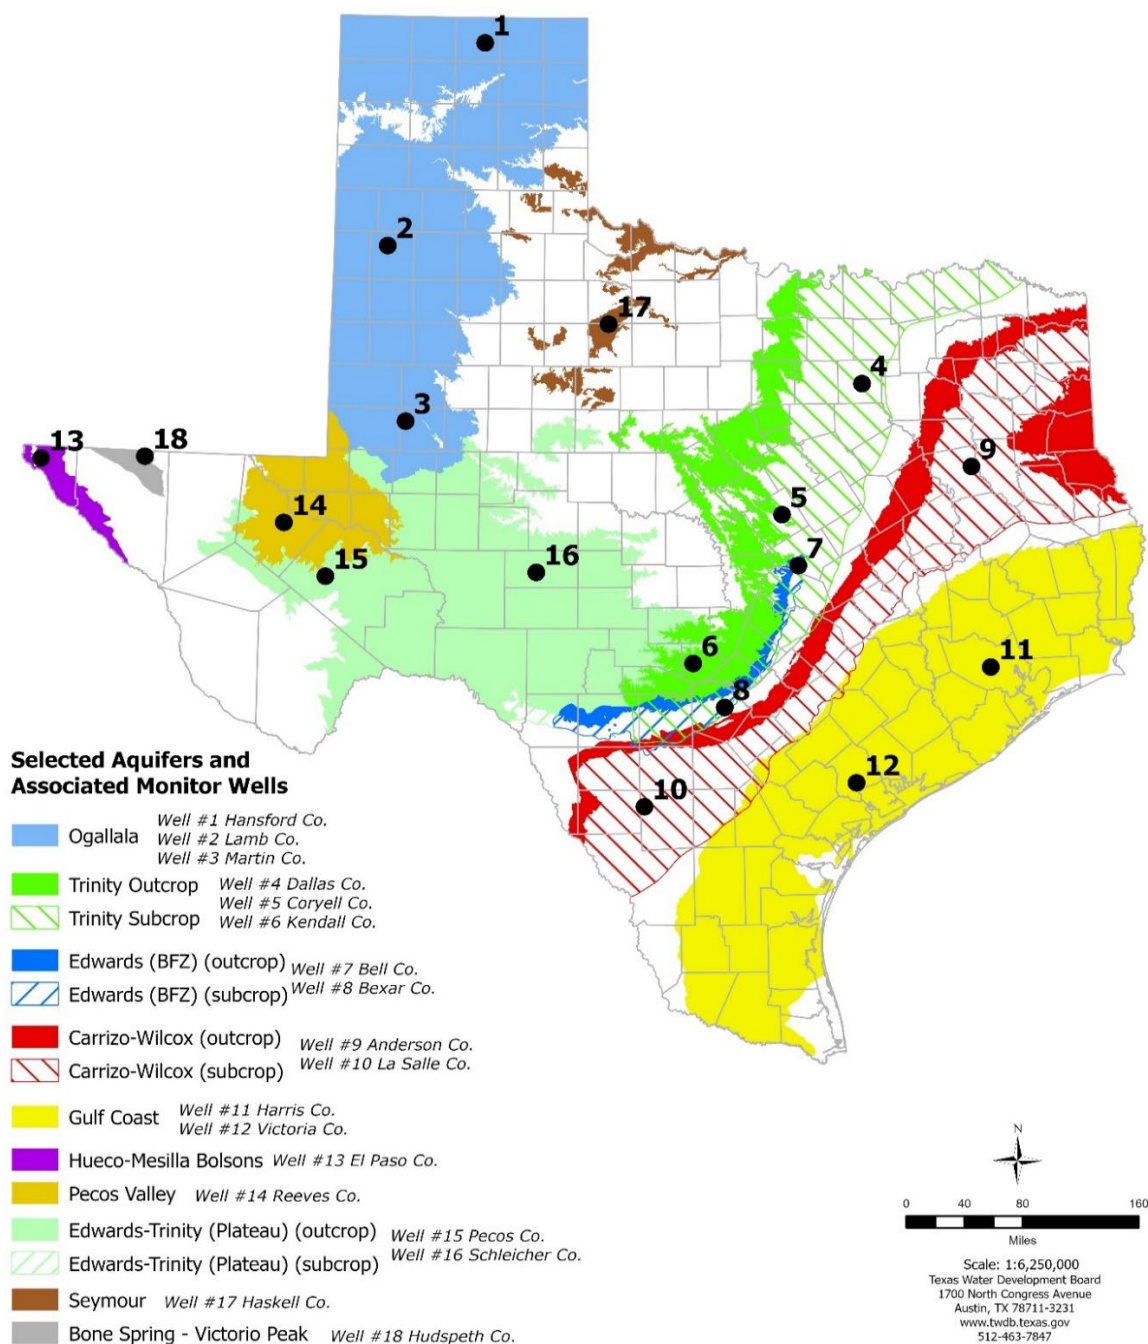 1
2
17
4
3
13
18
9
14
5
15
16
7
6
11
8
12
10
Selected Aquifers and
Associated Monitor Wells
Ogallala
Well #1 Hansford Co.
Well #2 Lamb Co.
Well #3 Martin Co.
Trinity Outcrop
Well #4 Dallas Co.
Well #5 Coryell Co.
Trinity Subcrop
Well #6 Kendall Co.
Edwards (BFZ) (outcrop)
Well #7 Bell Co.
Edwards (BFZ) (subcrop)
Well #8 Bexar Co.
Carrizo-Wilcox (outcrop)
Well #9 Anderson Co.
Carrizo-Wilcox (subcrop)
Well #10 La Salle Co.
Gulf Coast
Well #11 Harris Co.
Well #12 Victoria Co.
Hueco-Mesilla Bolsons
Well #13 El Paso Co.
Pecos Valley
Well #14 Reeves Co.
Edwards-Trinity (Plateau) (outcrop)
Well #15 Pecos Co.
Edwards-Trinity (Plateau) (subcrop)
Well #16 Schleicher Co.
Seymour
Well #17 Haskell Co.
Bone Spring - Victorio Peak
Well #18 Hudspeth Co.
N
0 40 80 160
Miles
Scale: 1:6,250,000
Texas Water Development Board
1700 North Congress Avenue
Austin, TX 78711-3231
www.twdb.texas.gov
512-463-7847